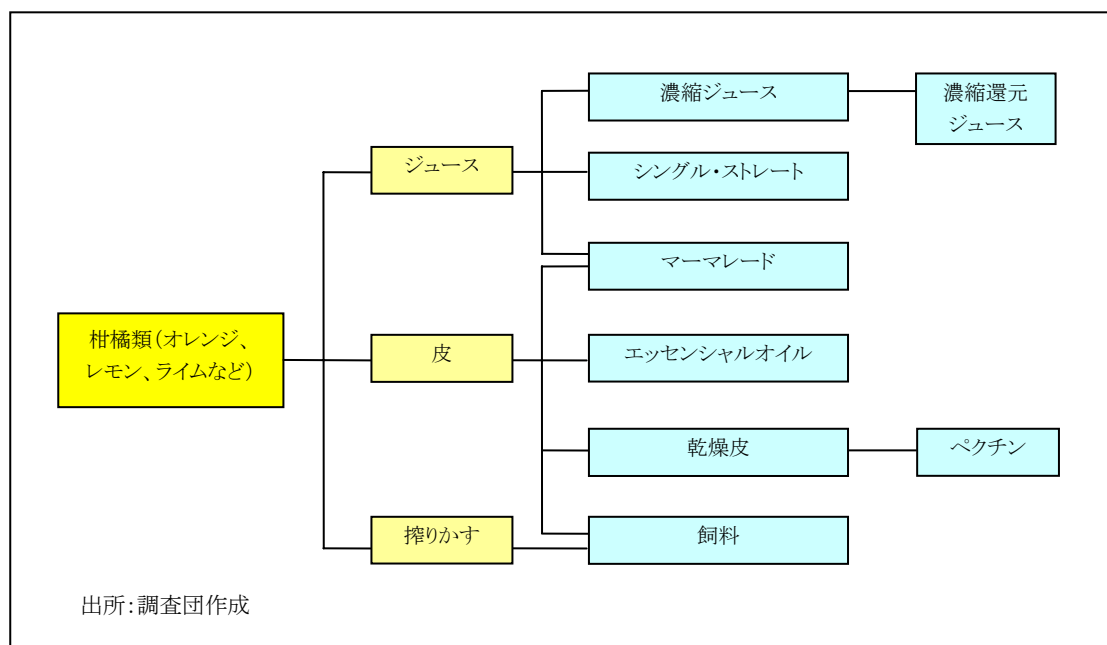 濃縮ジュース
濃縮還元
ジュース
ジュース
シングル・ストレート
マーマレード
柑橘類（オレンジ、
レモン、ライムなど）
皮
エッセンシャルオイル
乾燥皮
ペクチン
搾りかす
飼料
出所：調査団作成